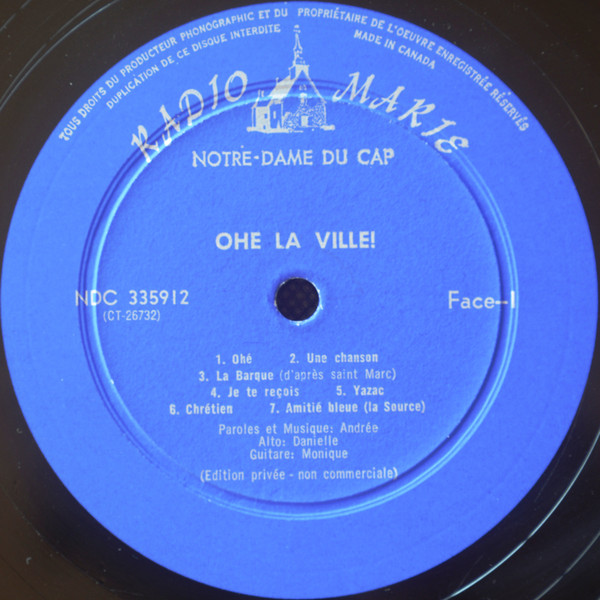 TOUS DROITS DU PRODUCTEUR PHONOGRAPHIC ET DU PROPRIÉTAIRE DE L'OEUVRE ENREGISTRÉE RÉSERVÉS
DUPLICATION DE CE DISQUE INTERDITE MADE IN CANADA
RADIO MARIE
NOTRE-DAME DU CAP
OHE LA VILLE!
NDC 335912 Face-1
(CT-26732)
1. Ohé 2. Une chanson
3. La Barque (d'après saint Marc)
4. Je te reçois 5. Yazac
6. Chrétien 7. Amitié bleue (la Source)
Paroles et Musique: Andrée
Alto: Danielle
Guitare: Monique
(Edition privée - non commerciale)